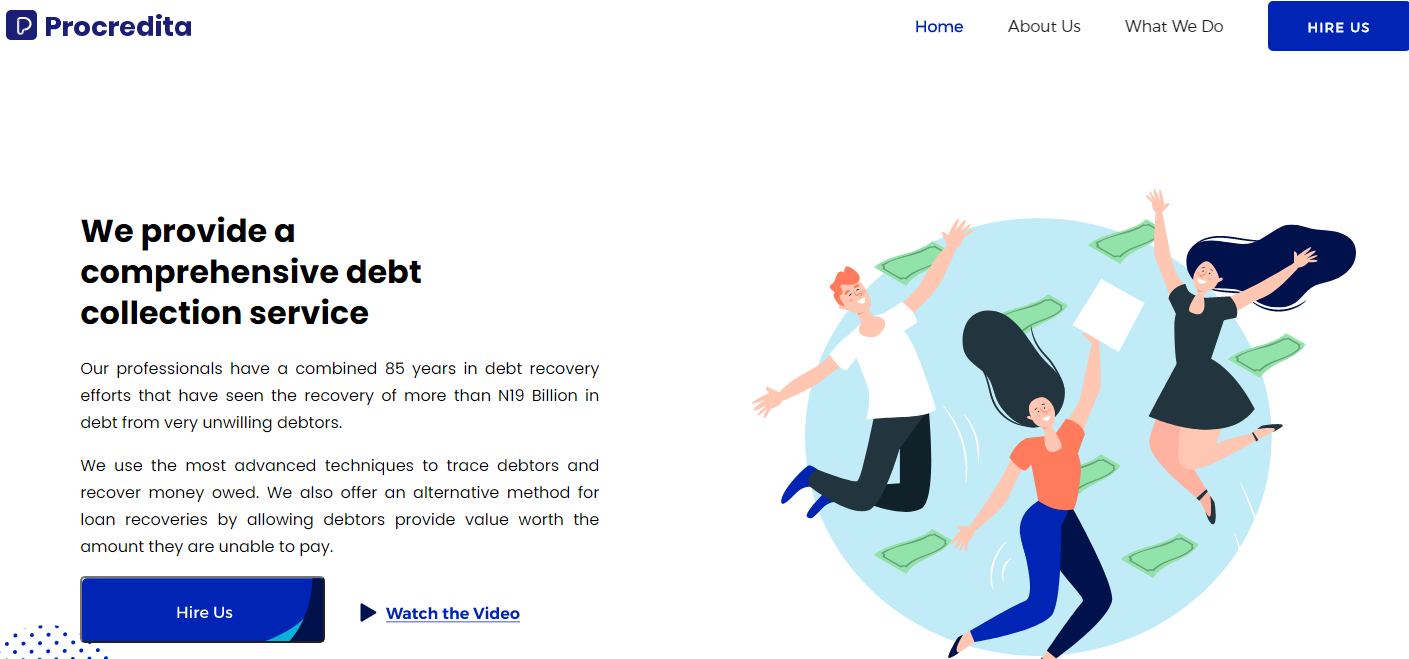 Procredita
Home
About Us
What We Do
HIRE US
We provide a
comprehensive debt
collection service
Our professionals have a combined 85 years in debt recovery
efforts that have seen the recovery of more than N19 Billion in
debt from very unwilling debtors.
We use the most advanced techniques to trace debtors and
recover money owed. We also offer an alternative method for
loan recoveries by allowing debtors provide value worth the
amount they are unable to pay.
Hire Us
Watch the Video